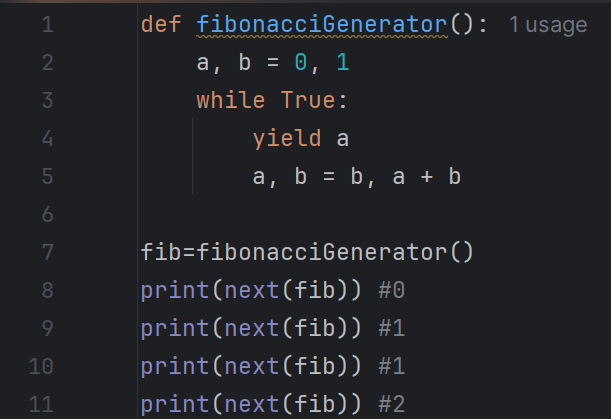 1 def fibonacciGenerator(): 1 usage
2     a, b = 0, 1
3     while True:
4         yield a
5         a, b = b, a + b
6
7 fib=fibonacciGenerator()
8 print(next(fib)) #0
9 print(next(fib)) #1
10 print(next(fib)) #1
11 print(next(fib)) #2